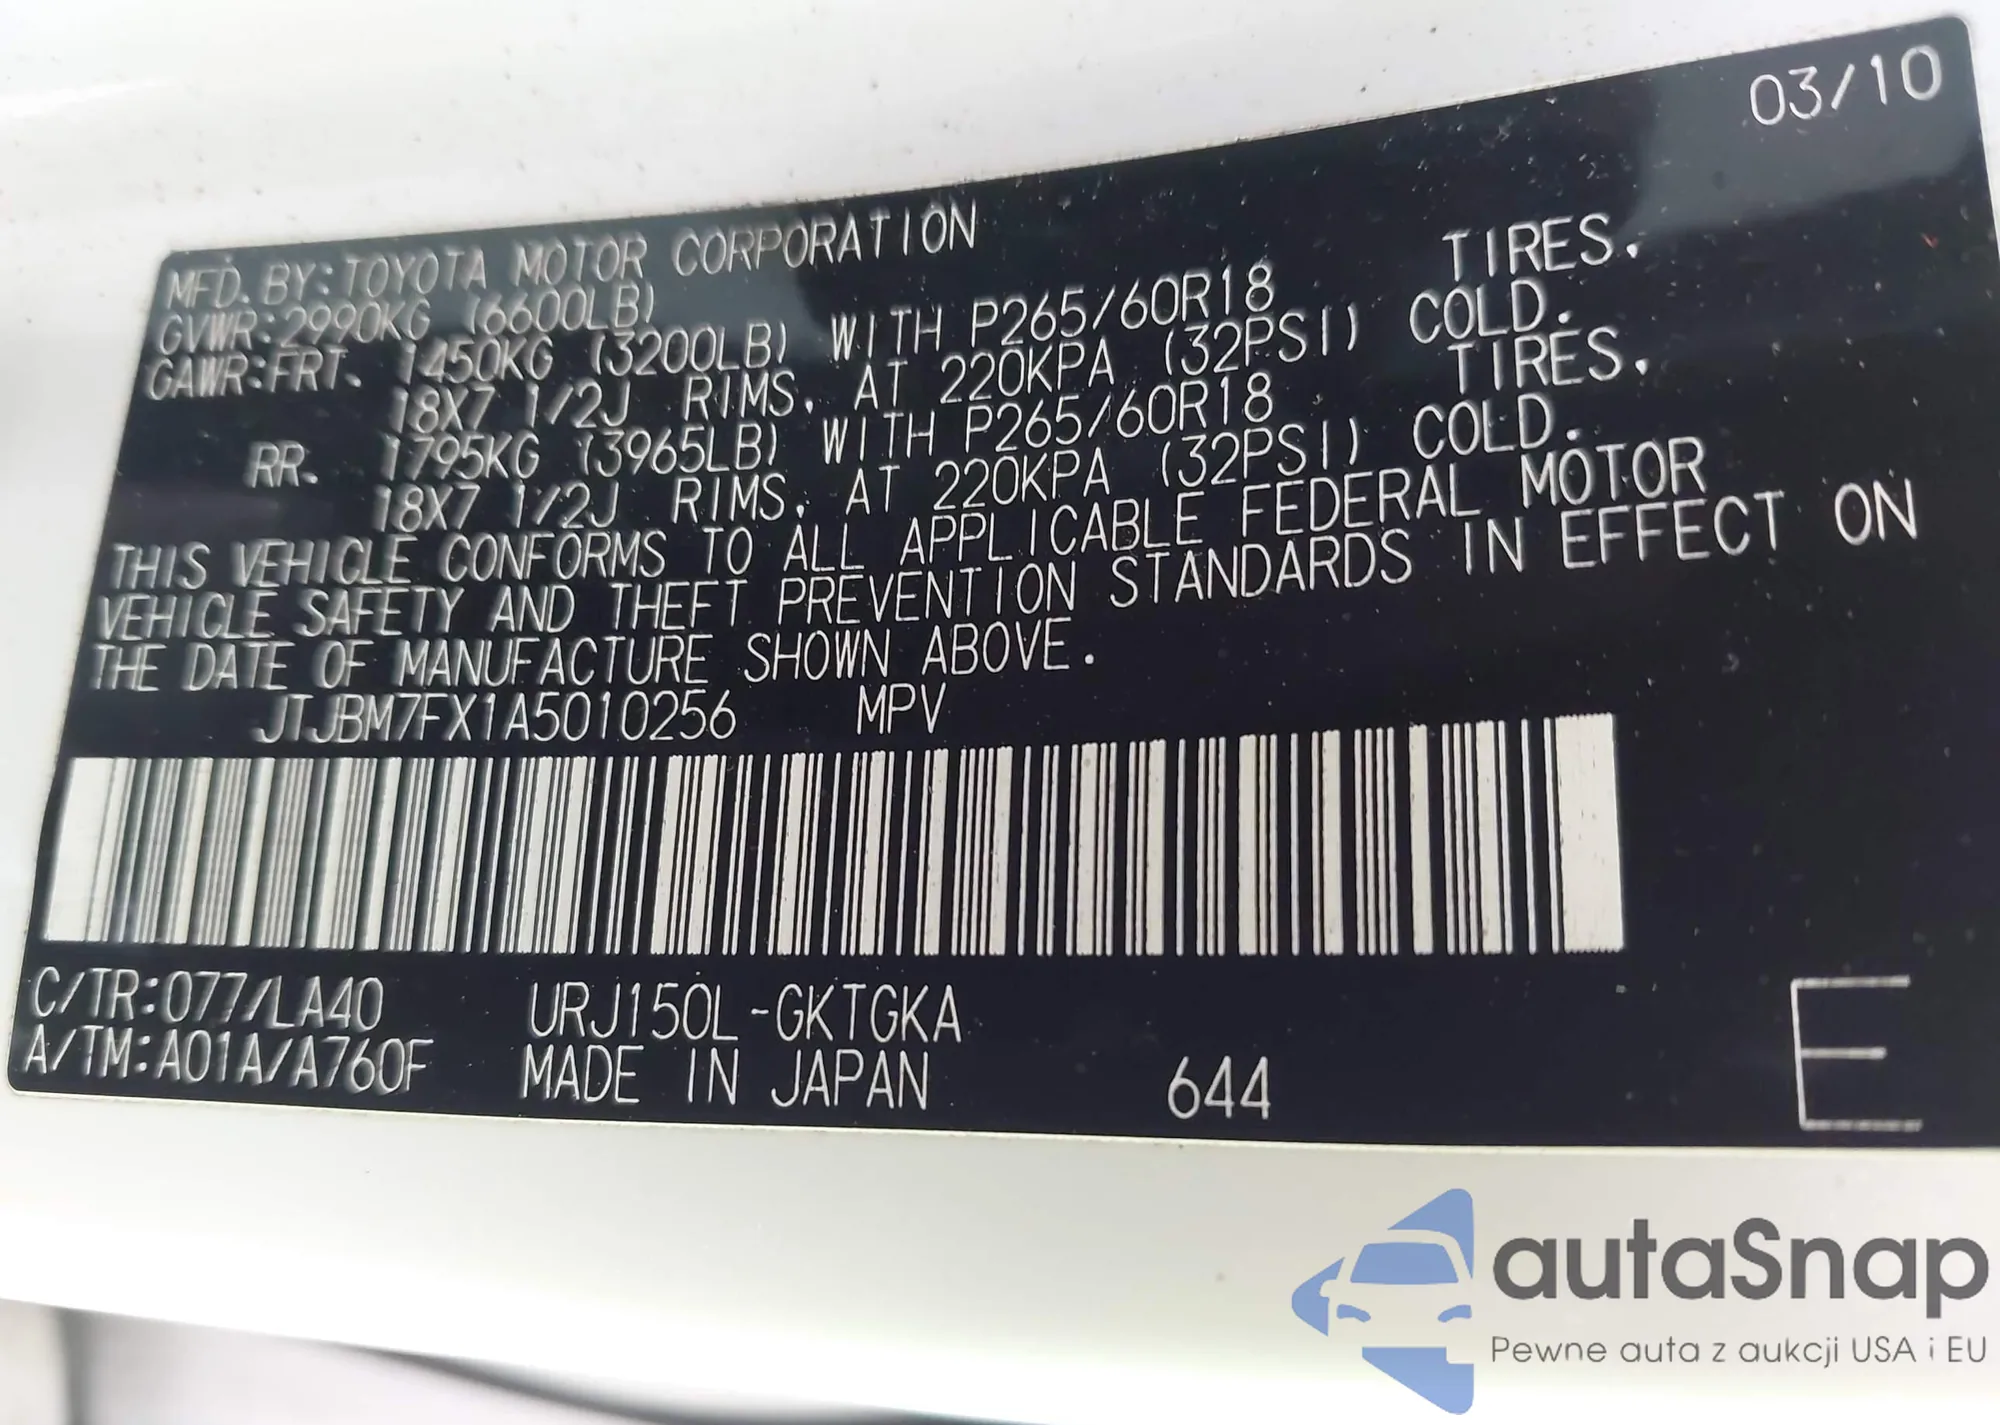 03/10
MFD. BY: TOYOTA MOTOR CORPORATION
GVWR: 2990KG (6600LB)
GAWR: FRT. 1450KG (3200LB) WITH P265/60R18 TIRES.
18X7 1/2J RIMS, AT 220KPA (32PSI) COLD.
RR. 1795KG (3965LB) WITH P265/60R18 TIRES.
18X7 1/2J RIMS, AT 220KPA (32PSI) COLD.
THIS VEHICLE CONFORMS TO ALL APPLICABLE FEDERAL MOTOR
VEHICLE SAFETY AND THEFT PREVENTION STANDARDS IN EFFECT ON
THE DATE OF MANUFACTURE SHOWN ABOVE.
JTJBM7FX1A5010256 MPV
C/TR: 077/LA40 URJ150L-GKTGKA
A/TM: A01A/A760F MADE IN JAPAN 644 E
autaSnap
Pewne auta z aukcji USA i EU